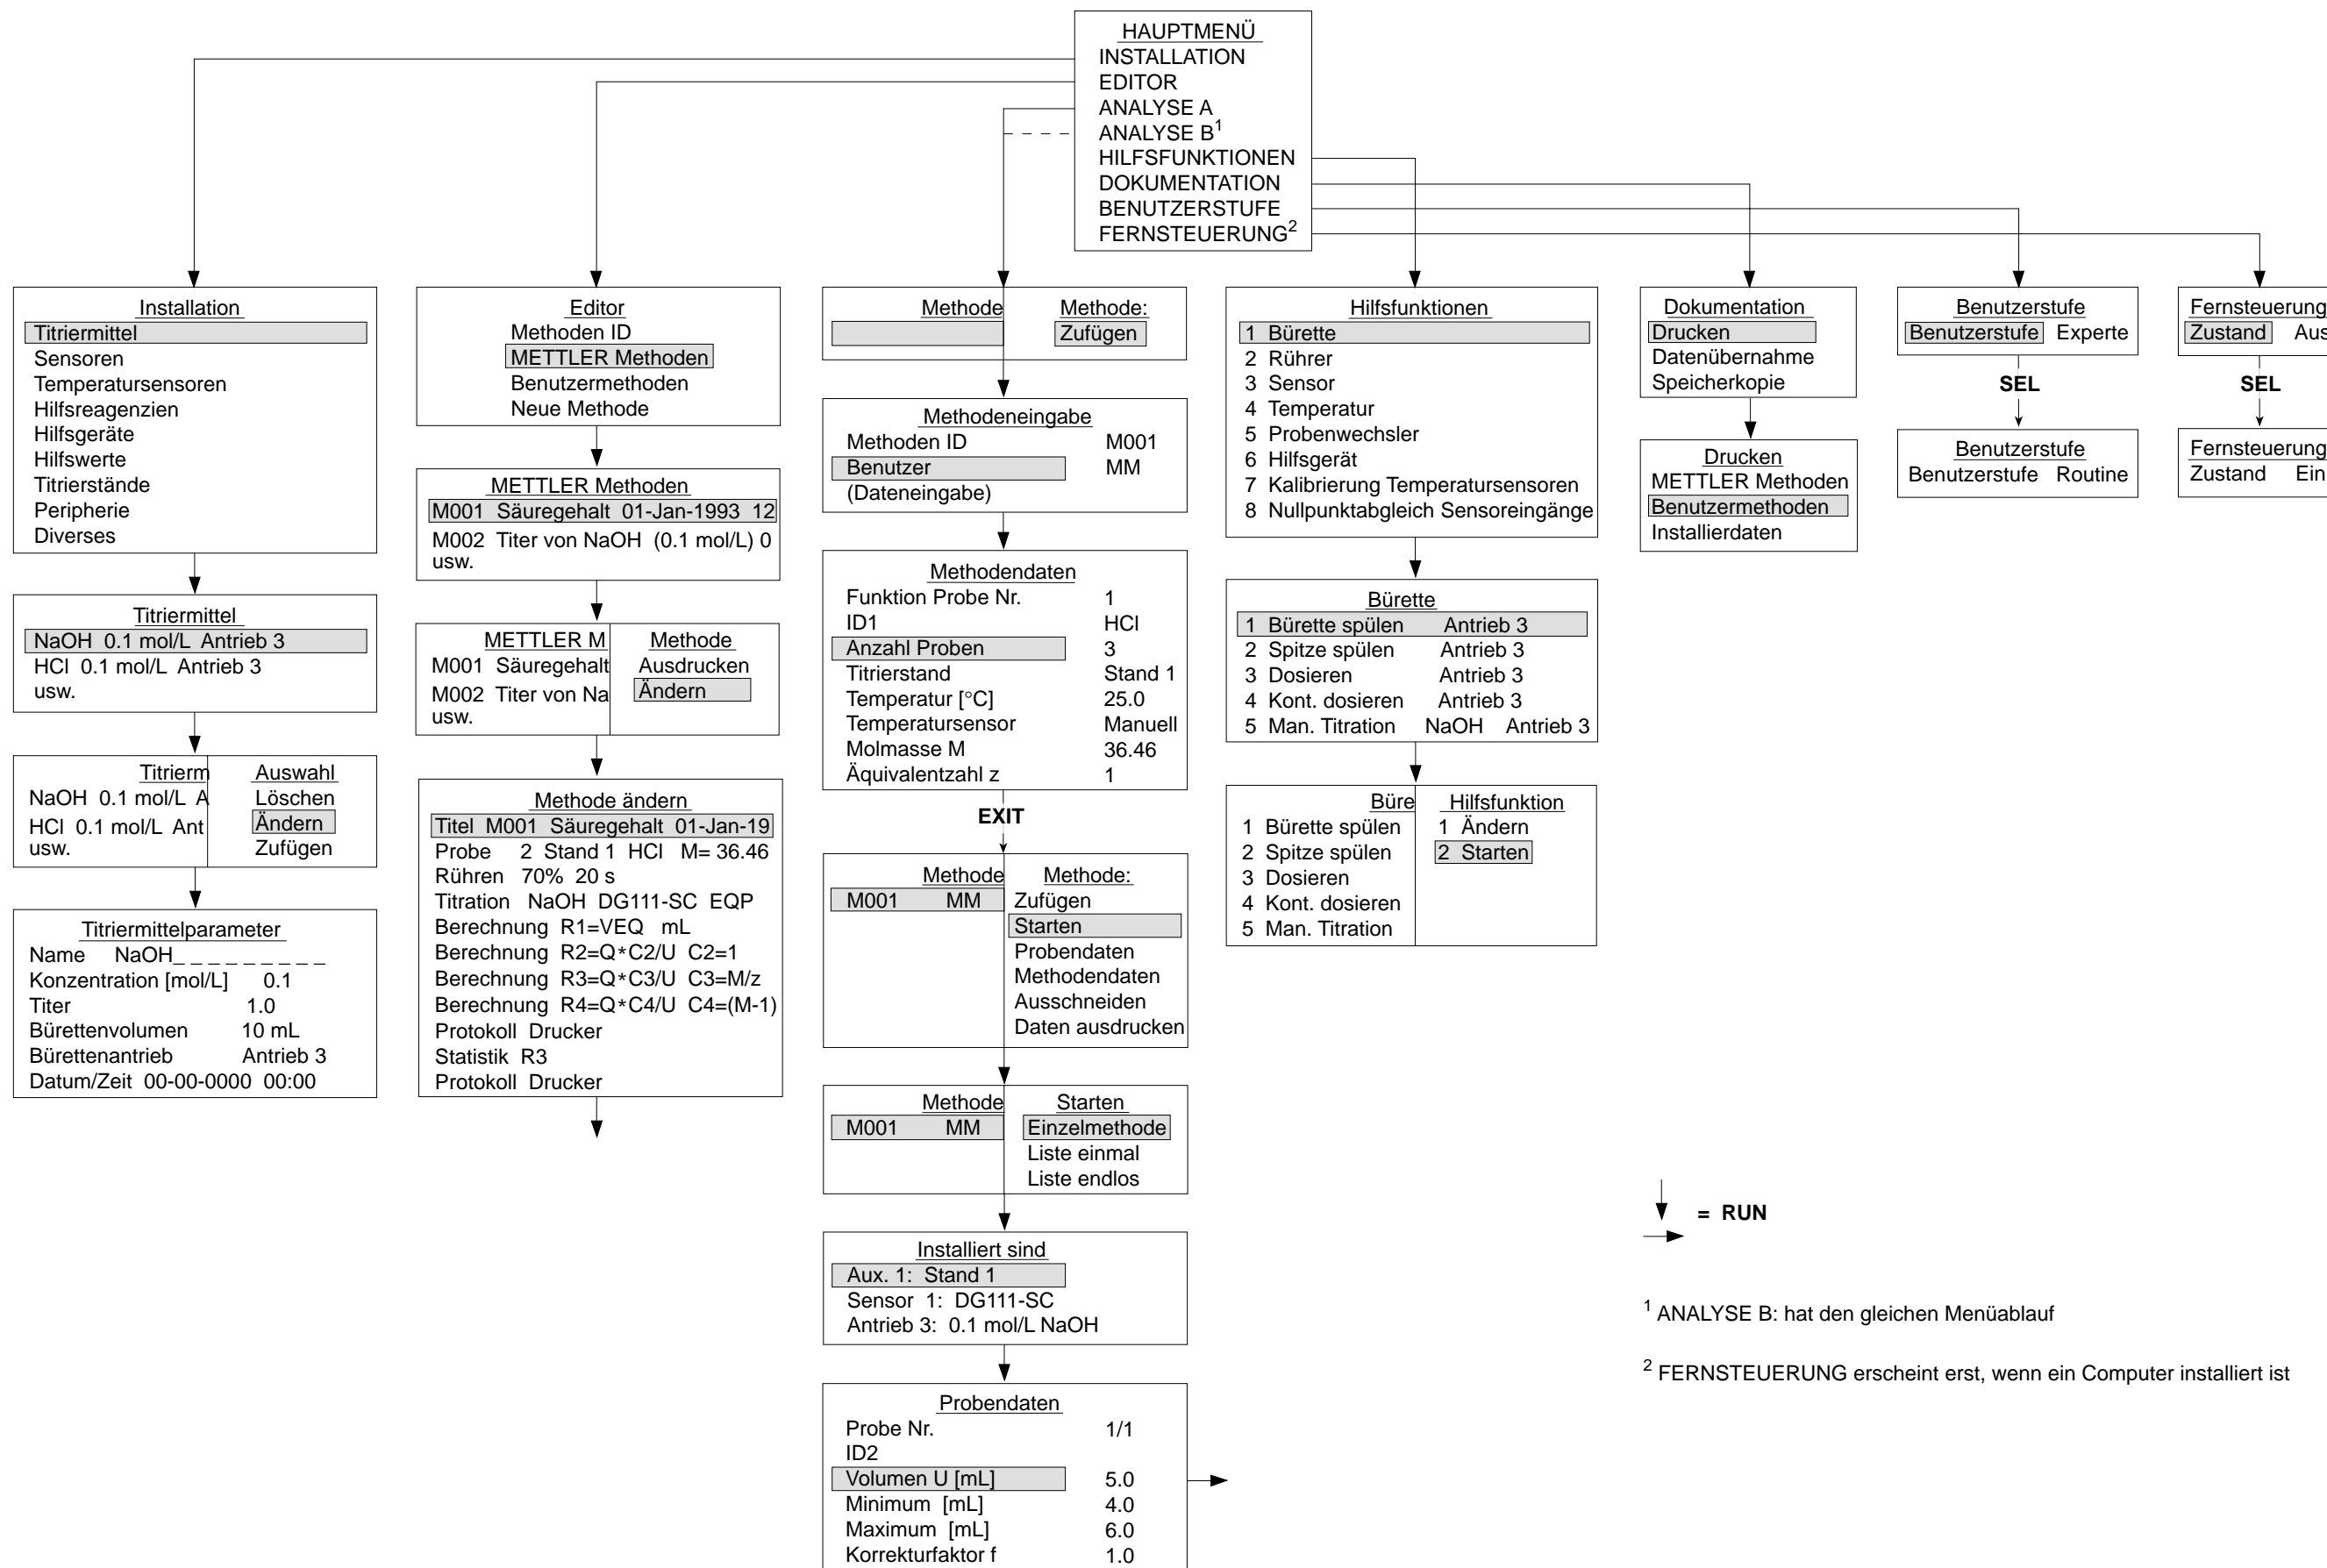 HAUPTMENÜ
INSTALLATION
EDITOR
ANALYSE A
ANALYSE B1
HILFSFUNKTIONEN
DOKUMENTATION
BENUTZERSTUFE
FERNSTEUERUNG2
Installation
Titriermittel
Sensoren
Temperatursensoren
Hilfsreagenzien
Hilfsgeräte
Hilfswerte
Titrierstände
Peripherie
Diverses
Titriermittel
NaOH 0.1 mol/L Antrieb 3
HCl 0.1 mol/L Antrieb 3
usw.
Titrierm
NaOH 0.1 mol/L A
HCl 0.1 mol/L Ant
usw.
Auswahl
Löschen
Ändern
Zufügen
Titriermittelparameter
Name NaOH_ _ _ _ _ _ _ _ _
Konzentration [mol/L] 0.1
Titer 1.0
Bürettenvolumen 10 mL
Bürettenantrieb Antrieb 3
Datum/Zeit 00-00-0000 00:00
Editor
Methoden ID
METTLER Methoden
Benutzermethoden
Neue Methode
METTLER Methoden
M001 Säuregehalt 01-Jan-1993 12
M002 Titer von NaOH (0.1 mol/L) 0
usw.
METTLER M
M001 Säuregehalt
M002 Titer von Na
usw.
Methode
Ausdrucken
Ändern
Methode ändern
Titel M001 Säuregehalt 01-Jan-19
Probe 2 Stand 1 HCl M= 36.46
Rühren 70% 20 s
Titration NaOH DG111-SC EQP
Berechnung R1=VEQ mL
Berechnung R2=Q*C2/U C2=1
Berechnung R3=Q*C3/U C3=M/z
Berechnung R4=Q*C4/U C4=(M-1)
Protokoll Drucker
Statistik R3
Protokoll Drucker
Methode
Methode:
Zufügen
Methodeneingabe
Methoden ID M001
Benutzer MM
(Dateneingabe)
Methodendaten
Funktion Probe Nr. 1
ID1 HCl
Anzahl Proben 3
Titrierstand Stand 1
Temperatur [°C] 25.0
Temperatursensor Manuell
Molmasse M 36.46
Äquivalentzahl z 1
EXIT
Methode
M001 MM
Methode:
Zufügen
Starten
Probendaten
Methodendaten
Ausschneiden
Daten ausdrucken
Methode
M001 MM
Starten
Einzelmethode
Liste einmal
Liste endlos
Installiert sind
Aux. 1: Stand 1
Sensor 1: DG111-SC
Antrieb 3: 0.1 mol/L NaOH
Probendaten
Probe Nr. 1/1
ID2
Volumen U [mL] 5.0
Minimum [mL] 4.0
Maximum [mL] 6.0
Korrekturfaktor f 1.0
Hilfsfunktionen
1 Bürette
2 Rührer
3 Sensor
4 Temperatur
5 Probenwechsler
6 Hilfsgerät
7 Kalibrierung Temperatursensoren
8 Nullpunktabgleich Sensoreingänge
Bürette
1 Bürette spülen Antrieb 3
2 Spitze spülen Antrieb 3
3 Dosieren Antrieb 3
4 Kont. dosieren Antrieb 3
5 Man. Titration NaOH Antrieb 3
Büre
1 Bürette spülen
2 Spitze spülen
3 Dosieren
4 Kont. dosieren
5 Man. Titration
Hilfsfunktion
1 Ändern
2 Starten
Dokumentation
Drucken
Datenübernahme
Speicherkopie
Drucken
METTLER Methoden
Benutzermethoden
Installierdaten
Benutzerstufe
Benutzerstufe Experte
SEL
Benutzerstufe
Benutzerstufe Routine
Fernsteuerung
Zustand Aus
SEL
Fernsteuerung
Zustand Ein
= RUN
1 ANALYSE B: hat den gleichen Menüablauf
2 FERNSTEUERUNG erscheint erst, wenn ein Computer installiert ist